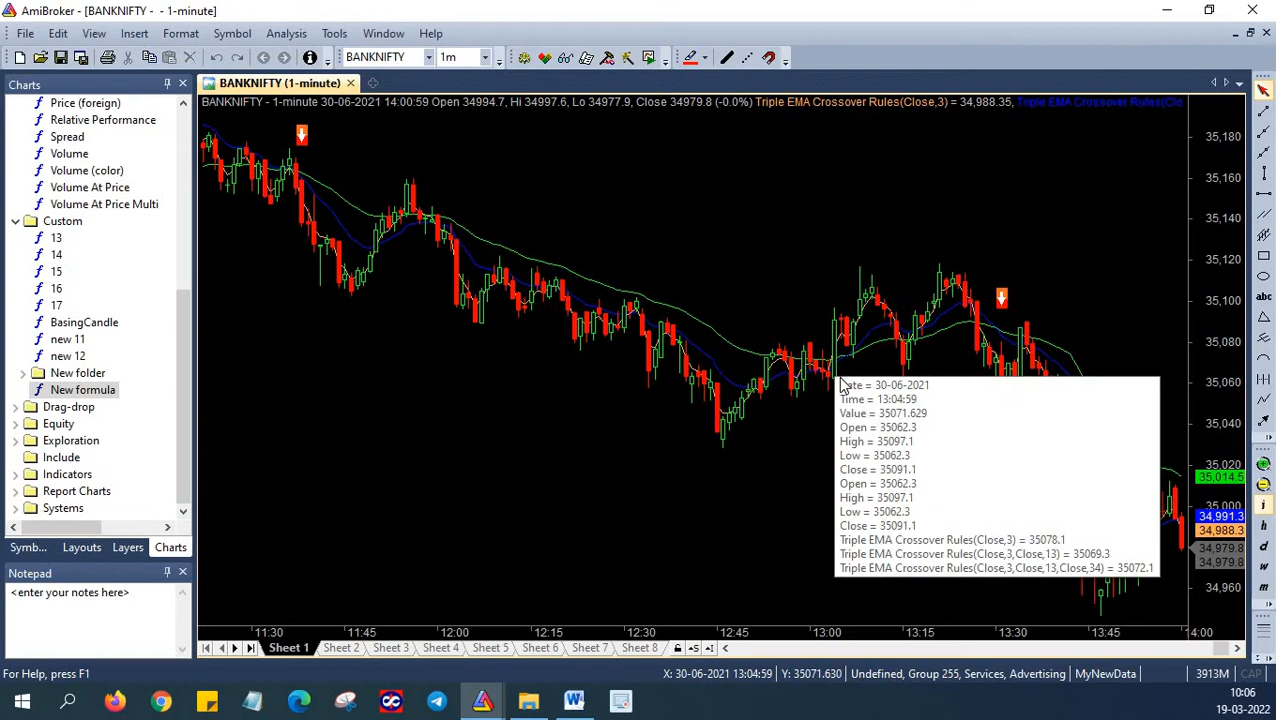 AmiBroker - [BANKNIFTY - - 1-minute]
File Edit View Insert Format Symbol Analysis Tools Window Help
BANKNIFTY 1m
Charts
BANKNIFTY (1-minute)
BANKNIFTY - 1-minute 30-06-2021 14:00:59 Open 34994.7, Hi 34997.6, Lo 34977.9, Close 34979.8 (-0.0%) Triple EMA Crossover Rules(Close,3) = 34,988.35, Triple EMA Crossover Rules(Clo
Price (foreign)
Relative Performance
Spread
Volume
Volume (color)
Volume At Price
Volume At Price Multi
Custom
13
14
15
16
17
BasingCandle
new 11
new 12
New folder
New formula
Drag-drop
Equity
Exploration
Include
Indicators
Report Charts
Systems
Symb... Layouts Layers Charts
Notepad
<enter your notes here>
35,180
35,160
35,140
35,120
35,100
35,080
35,060
35,040
35,020
35,014.5
35,000
34,991.3
34,988.3
34,979.8
34,979.8
34,960
Date = 30-06-2021
Time = 13:04:59
Value = 35071.629
Open = 35062.3
High = 35097.1
Low = 35062.3
Close = 35091.1
Open = 35062.3
High = 35097.1
Low = 35062.3
Close = 35091.1
Triple EMA Crossover Rules(Close,3) = 35078.1
Triple EMA Crossover Rules(Close,3,Close,13) = 35069.3
Triple EMA Crossover Rules(Close,3,Close,13,Close,34) = 35072.1
11:30 11:45 12:00 12:15 12:30 12:45 13:00 13:15 13:30 13:45 4:00
Sheet 1 Sheet 2 Sheet 3 Sheet 4 Sheet 5 Sheet 6 Sheet 7 Sheet 8
abc
i
h
d
w
m
For Help, press F1
X: 30-06-2021 13:04:59 Y: 35071.630 Undefined, Group 255, Services, Advertising MyNewData 3913M CAP
10:06
19-03-2022